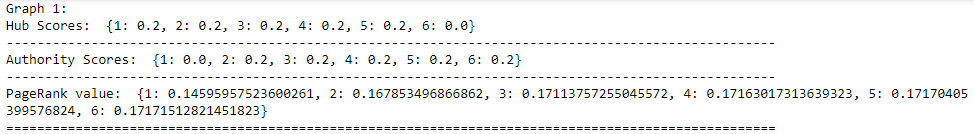 Graph 1:
Hub Scores:  {1: 0.2, 2: 0.2, 3: 0.2, 4: 0.2, 5: 0.2, 6: 0.0}
----------------------------------------------------------------------------------------------------
Authority Scores:  {1: 0.0, 2: 0.2, 3: 0.2, 4: 0.2, 5: 0.2, 6: 0.2}
----------------------------------------------------------------------------------------------------
PageRank value:  {1: 0.14595957523600261, 2: 0.167853496866862, 3: 0.17113757255045572, 4: 0.17163017313639323, 5: 0.17170405
399576824, 6: 0.17171512821451823}
====================================================================================================